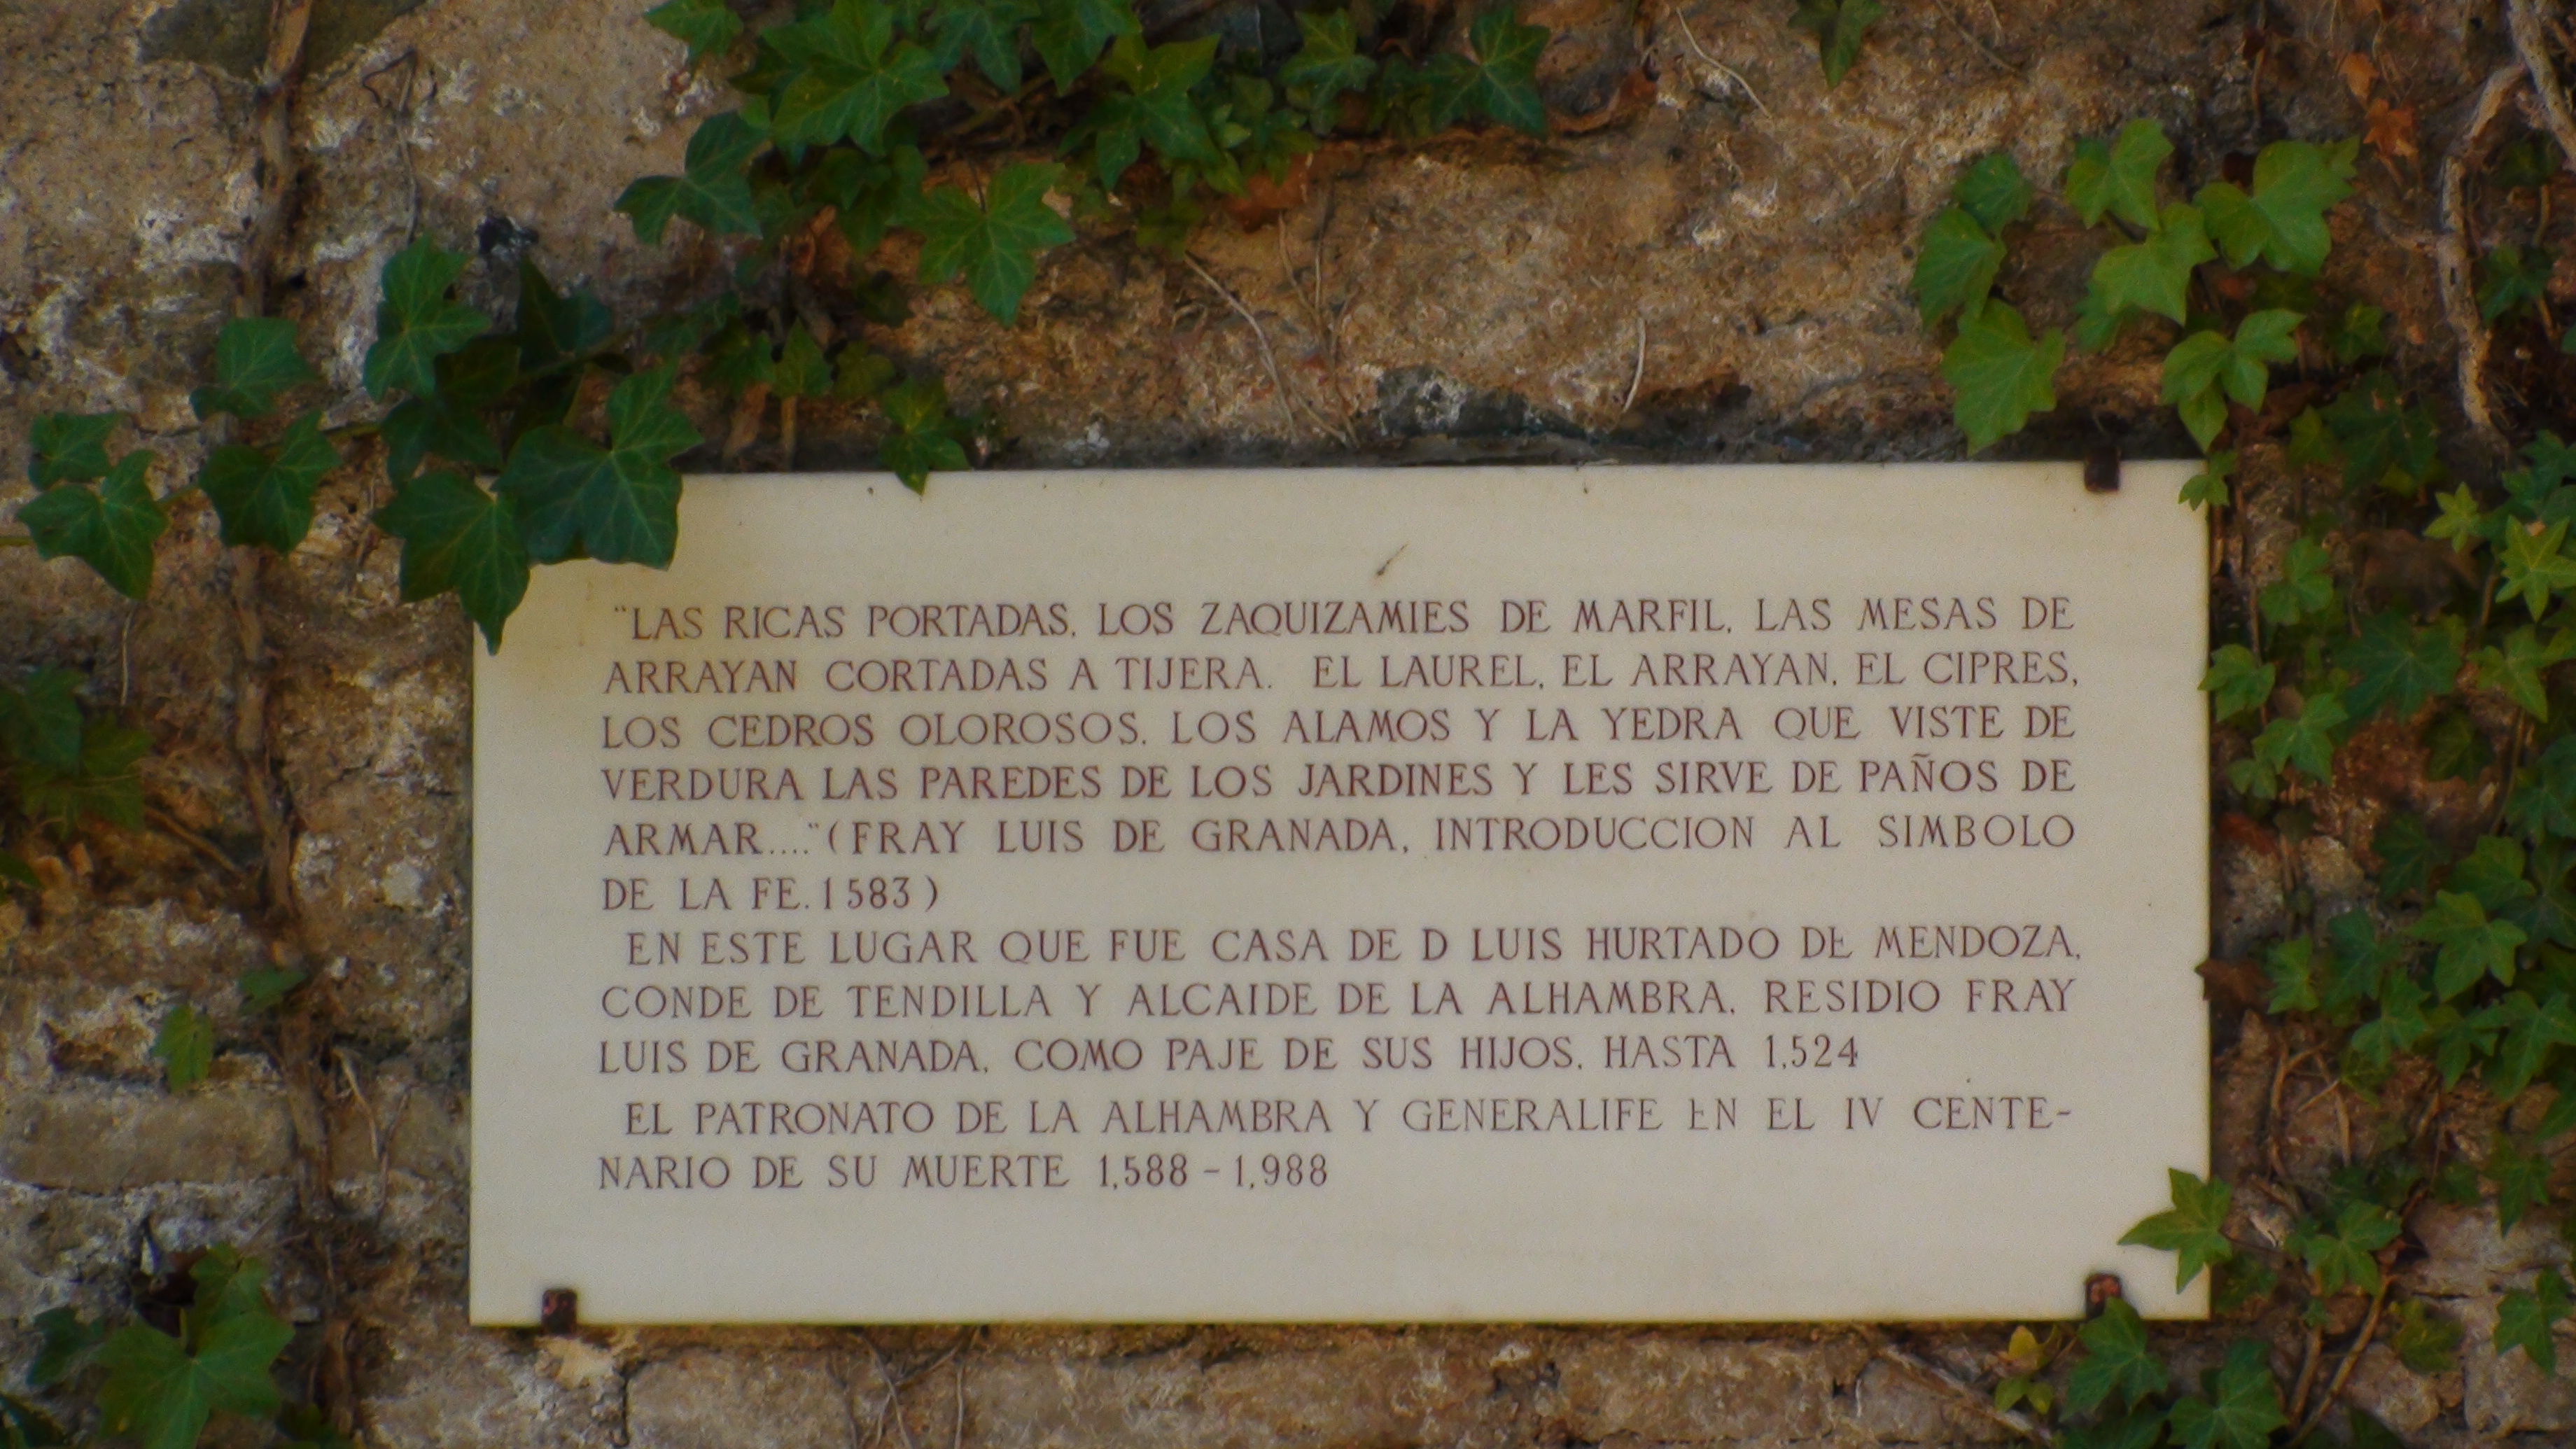 "LAS RICAS PORTADAS, LOS ZAQUIZAMIES DE MARFIL, LAS MESAS DE
ARRAYAN CORTADAS A TIJERA. EL LAUREL, EL ARRAYAN, EL CIPRES,
LOS CEDROS OLOROSOS, LOS ALAMOS Y LA YEDRA QUE VISTE DE
VERDURA LAS PAREDES DE LOS JARDINES Y LES SIRVE DE PAÑOS DE
ARMAR...." (FRAY LUIS DE GRANADA, INTRODUCCION AL SIMBOLO
DE LA FE. 1583)
EN ESTE LUGAR QUE FUE CASA DE D LUIS HURTADO DE MENDOZA,
CONDE DE TENDILLA Y ALCAIDE DE LA ALHAMBRA, RESIDIO FRAY
LUIS DE GRANADA, COMO PAJE DE SUS HIJOS, HASTA 1,524
EL PATRONATO DE LA ALHAMBRA Y GENERALIFE EN EL IV CENTE-
NARIO DE SU MUERTE 1,588 - 1,988